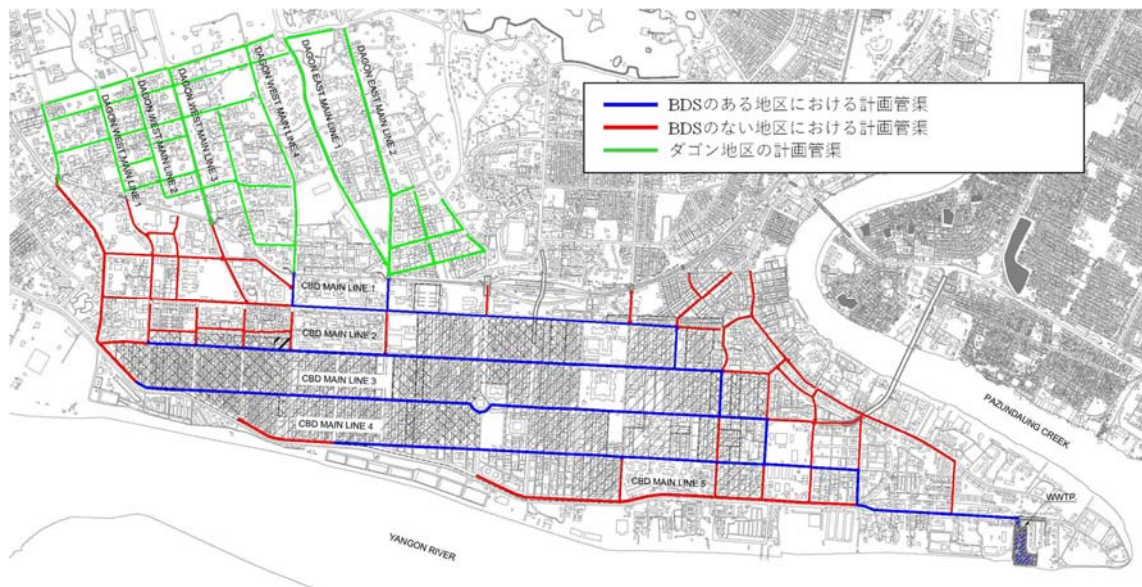 BDSのある地区における計画管渠
BDSのない地区における計画管渠
ダゴン地区の計画管渠
DAGON WEST MAIN LINE 1
DAGON WEST MAIN LINE 2
DAGON WEST MAIN LINE 3
DAGON WEST MAIN LINE 4
DAGON EAST MAIN LINE 1
DAGON EAST MAIN LINE 2
CBD MAIN LINE 1
CBD MAIN LINE 2
CBD MAIN LINE 3
CBD MAIN LINE 4
CBD MAIN LINE 5
PAZUNDAUNG CREEK
WWTP
YANGON RIVER